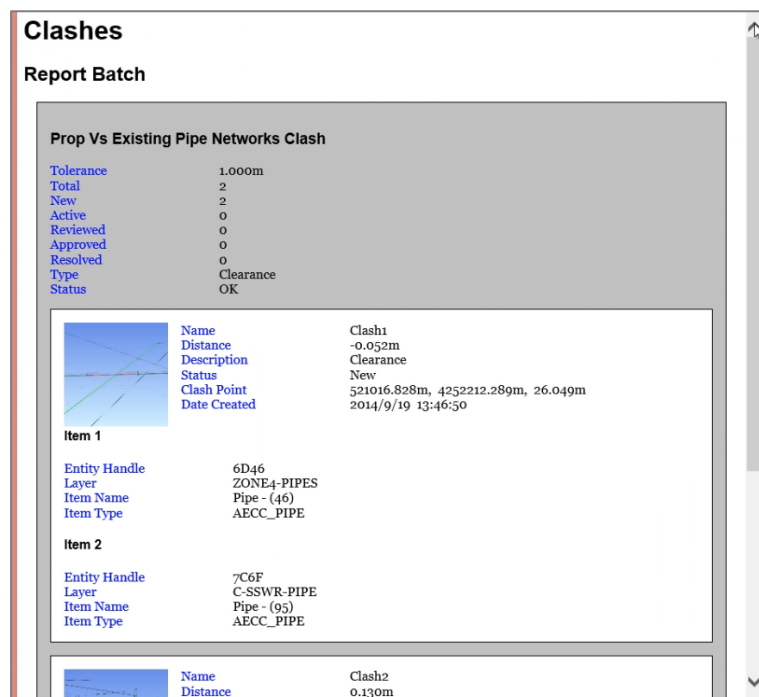 Clashes
Report Batch
Prop Vs Existing Pipe Networks Clash
Tolerance 1.000m
Total 2
New 2
Active 0
Reviewed 0
Approved 0
Resolved 0
Type Clearance
Status OK
Name Clash1
Distance -0.052m
Description Clearance
Status New
Clash Point 521016.828m, 4252212.289m, 26.049m
Date Created 2014/9/19 13:46:50
Item 1
Entity Handle 6D46
Layer ZONE4-PIPES
Item Name Pipe - (46)
Item Type AECC_PIPE
Item 2
Entity Handle 7C6F
Layer C-SSWR-PIPE
Item Name Pipe - (95)
Item Type AECC_PIPE
Name Clash2
Distance 0.130m